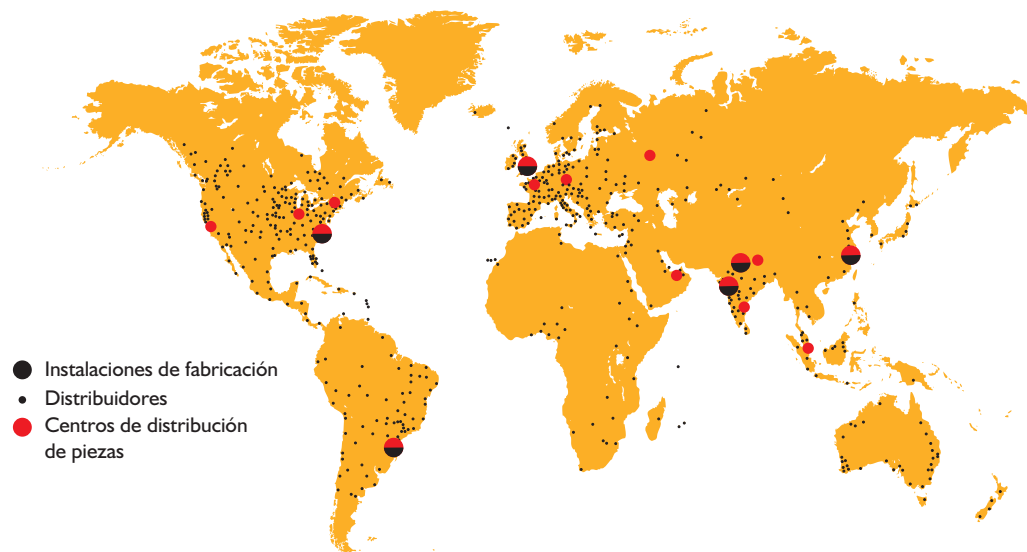 Instalaciones de fabricación
Distribuidores
Centros de distribución
de piezas